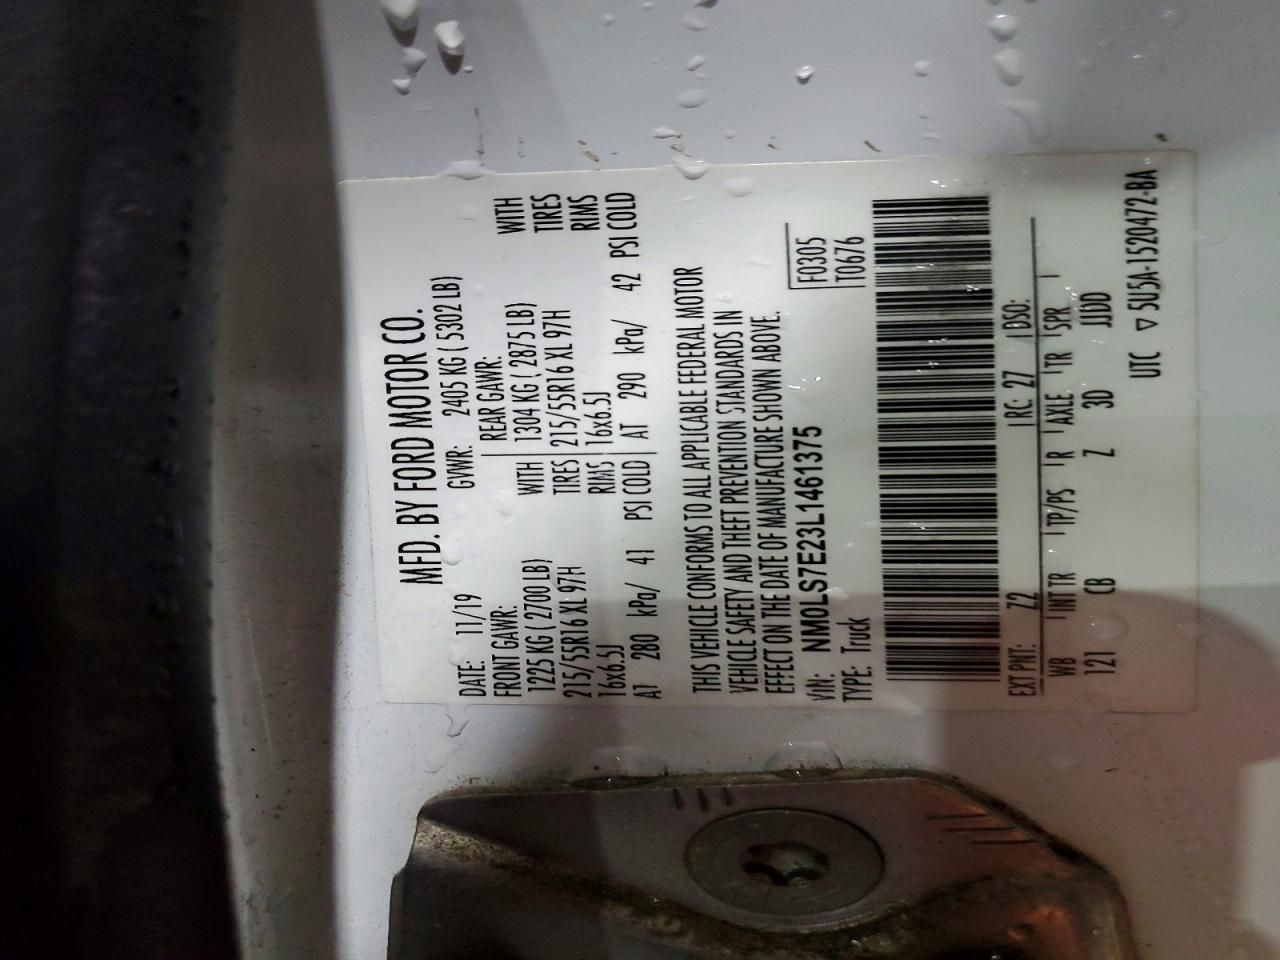 MFD. BY FORD MOTOR CO.
DATE: 11/19 GVWR: 2405 KG ( 5302 LB)
FRONT GAWR: REAR GAWR:
1225 KG ( 2700 LB) WITH 1304 KG ( 2875 LB) WITH
215/55R16 XL 97H TIRES 215/55R16 XL 97H TIRES
16x6.5J RIMS 16x6.5J RIMS
AT 280 kPa/ 41 PSI COLD AT 290 kPa/ 42 PSI COLD
THIS VEHICLE CONFORMS TO ALL APPLICABLE FEDERAL MOTOR
VEHICLE SAFETY AND THEFT PREVENTION STANDARDS IN
EFFECT ON THE DATE OF MANUFACTURE SHOWN ABOVE.
VIN: NM0LS7E23L1461375 F0305
TYPE: Truck T0676
EXT PNT: Z2 RC: 27 DSO:
WB INT TR TP/PS R AXLE TR SPR
121 CB Z 3D JJDD
UTC ▽ 5U5A-1520472-BA